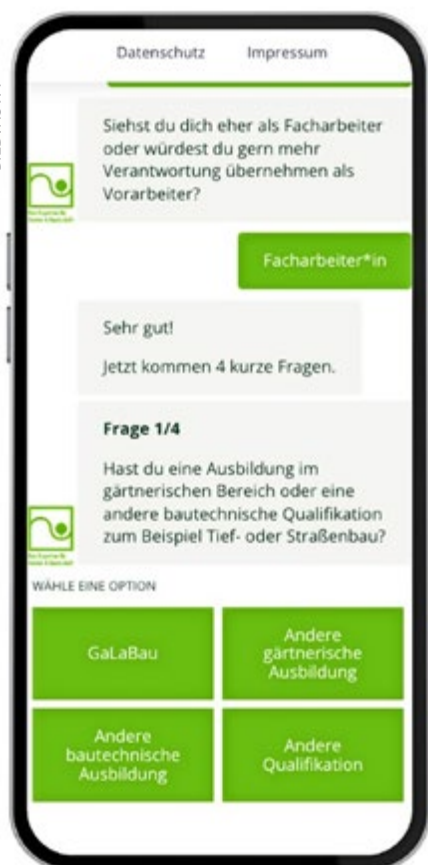 Datenschutz Impressum
Siehst du dich eher als Facharbeiter
oder würdest du gern mehr
Verantwortung übernehmen als
Vorarbeiter?
Facharbeiter*in
Sehr gut!
Jetzt kommen 4 kurze Fragen.
Frage 1/4
Hast du eine Ausbildung im
gärtnerischen Bereich oder eine
andere bautechnische Qualifikation
zum Beispiel Tief- oder Straßenbau?
WÄHLE EINE OPTION
GaLaBau
Andere
gärtnerische
Ausbildung
Andere
bautechnische
Ausbildung
Andere
Qualifikation